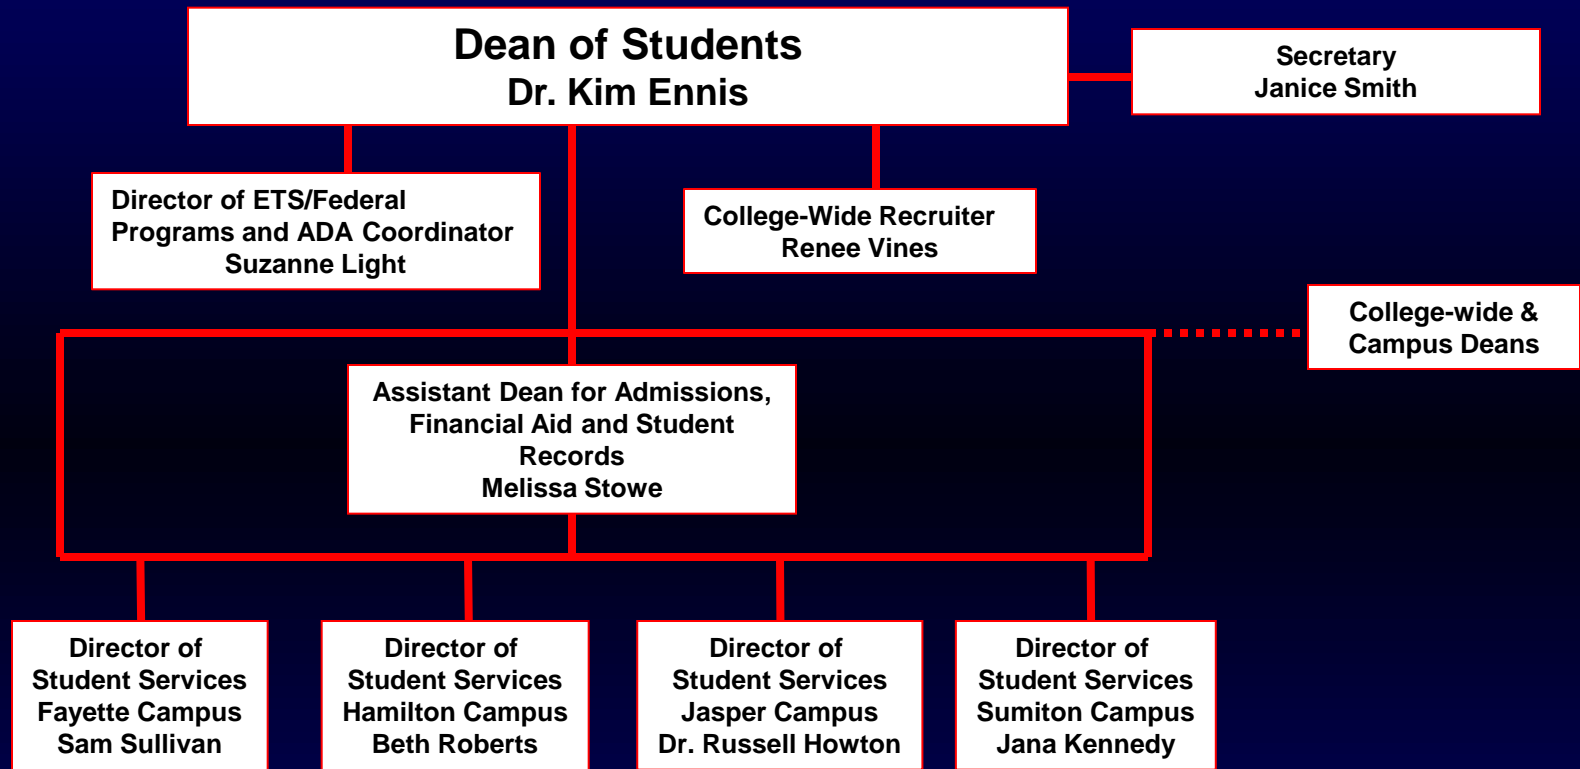 Dean of Students
Dr. Kim Ennis
Secretary
Janice Smith
Director of ETS/Federal
Programs and ADA Coordinator
Suzanne Light
College-Wide Recruiter
Renee Vines
College-wide &
Campus Deans
Assistant Dean for Admissions,
Financial Aid and Student
Records
Melissa Stowe
Director of
Student Services
Fayette Campus
Sam Sullivan
Director of
Student Services
Hamilton Campus
Beth Roberts
Director of
Student Services
Jasper Campus
Dr. Russell Howton
Director of
Student Services
Sumiton Campus
Jana Kennedy